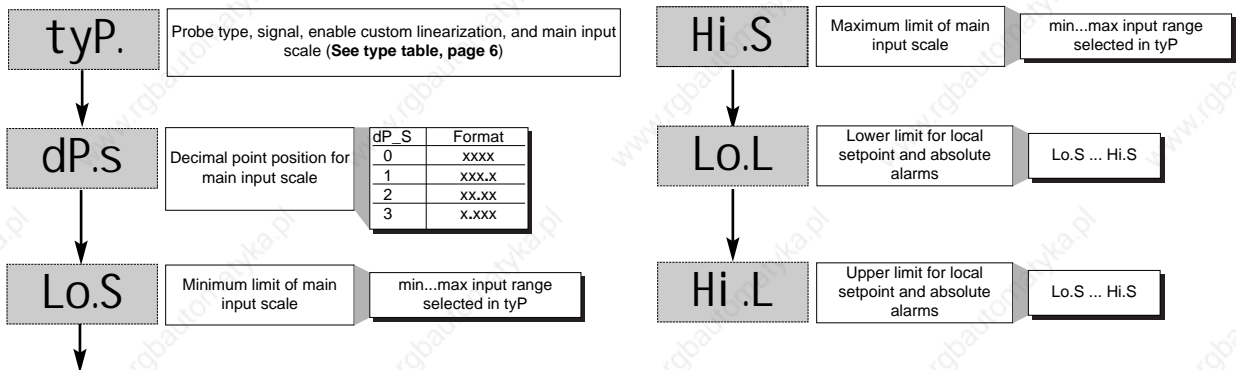 tyP.
Probe type, signal, enable custom linearization, and main input
scale (See type table, page 6)
dP.s
Decimal point position for
main input scale
dP_S Format
0 xxxx
1 xxx.x
2 xx.xx
3 x.xxx
Lo.S
Minimum limit of main
input scale
min...max input range
selected in tyP
Hi .S
Maximum limit of main
input scale
min...max input range
selected in tyP
Lo.L
Lower limit for local
setpoint and absolute
alarms
Lo.S ... Hi.S
Hi .L
Upper limit for local
setpoint and absolute
alarms
Lo.S ... Hi.S
www.rgbautomatyka.pl